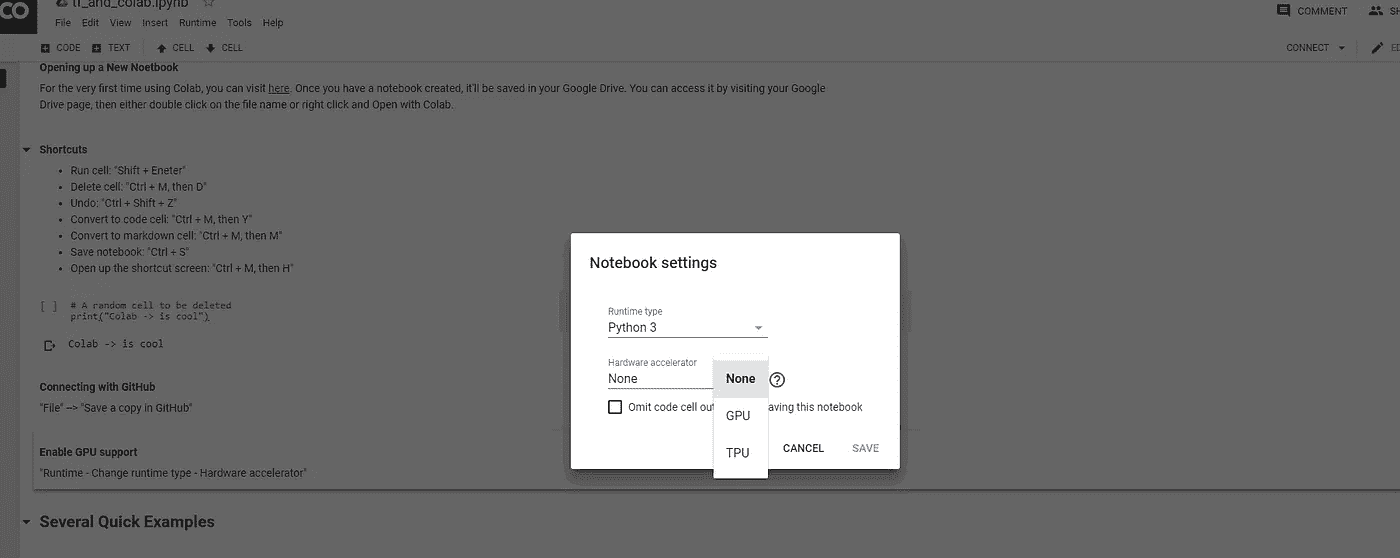 CO
tf_and_colab.ipynb
COMMENT
File Edit View Insert Runtime Tools Help
CODE TEXT CELL CELL
CONNECT
Opening up a New Noetbook
For the very first time using Colab, you can visit here. Once you have a notebook created, it'll be saved in your Google Drive. You can access it by visiting your Google
Drive page, then either double click on the file name or right click and Open with Colab.
Shortcuts
• Run cell: "Shift + Eneter"
• Delete cell: "Ctrl + M, then D"
• Undo: "Ctrl + Shift + Z"
• Convert to code cell: "Ctrl + M, then Y"
• Convert to markdown cell: "Ctrl + M, then M"
• Save notebook: "Ctrl + S"
• Open up the shortcut screen: "Ctrl + M, then H"
[ ] # A random cell to be deleted
print("Colab -> is cool")
Colab -> is cool
Connecting with GitHub
"File" –> "Save a copy in GitHub"
Enable GPU support
"Runtime - Change runtime type - Hardware accelerator"
Several Quick Examples
Notebook settings
Runtime type
Python 3
Hardware accelerator
None
None
GPU
TPU
Omit code cell out aving this notebook
CANCEL SAVE